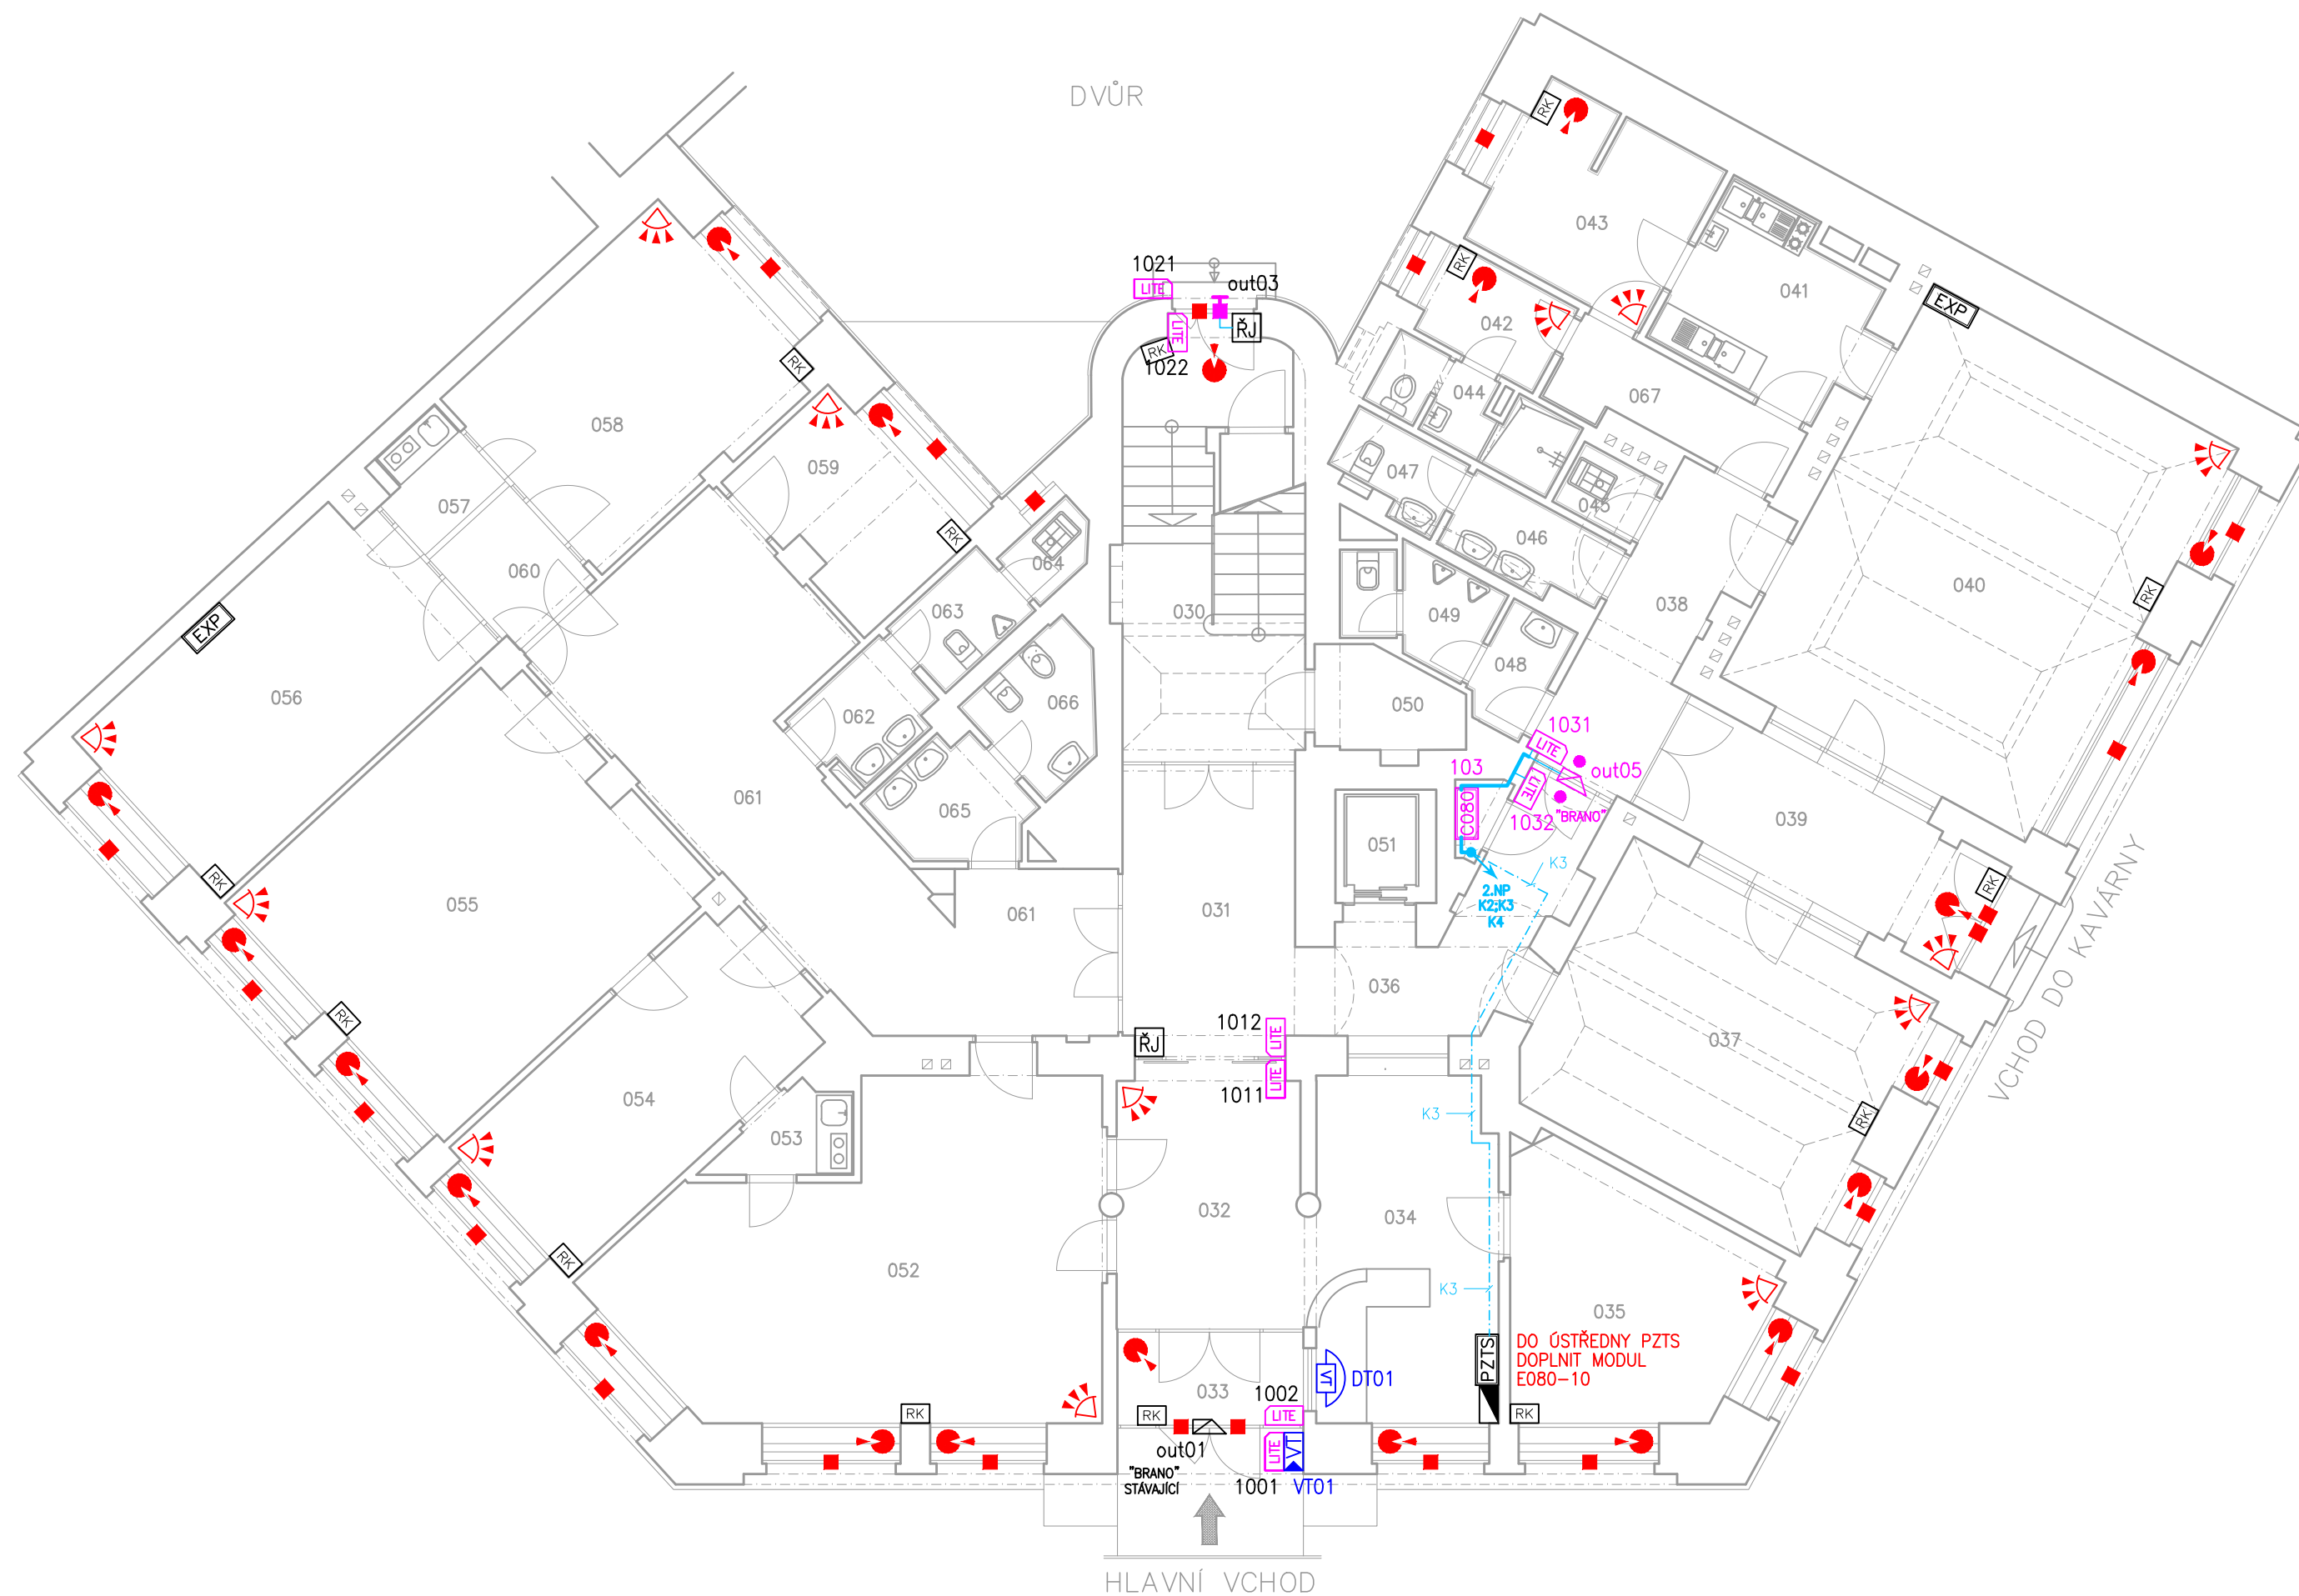 DVŮR
RK
043
041
EXP
1021
LITE
out03
ŘJ
LITE
RK
1022
RK
042
067
044
047
045
046
040
RK
058
RK
059
057
060
RK
064
063
030
049
048
038
EXP
056
062
066
050
1031
LITE
out05
103
C080
LITE
1032
"BRANO"
039
061
065
051
K3
2.NP
K2;K3
K4
RK
RK
055
061
031
036
RK
VCHOD DO KAVÁRNY
037
1012
LITE
ŘJ
LITE
1011
RK
054
053
K3
032
034
RK
052
K3
035
PZTS
DO ÚSTŘEDNY PZTS
DOPLNIT MODUL
E080-10
VT
DT01
033
1002
RK
RK
LITE
RK
out01
LITE
VT
"BRANO"
STÁVAJÍCÍ
1001
VT01
HLAVNÍ VCHOD